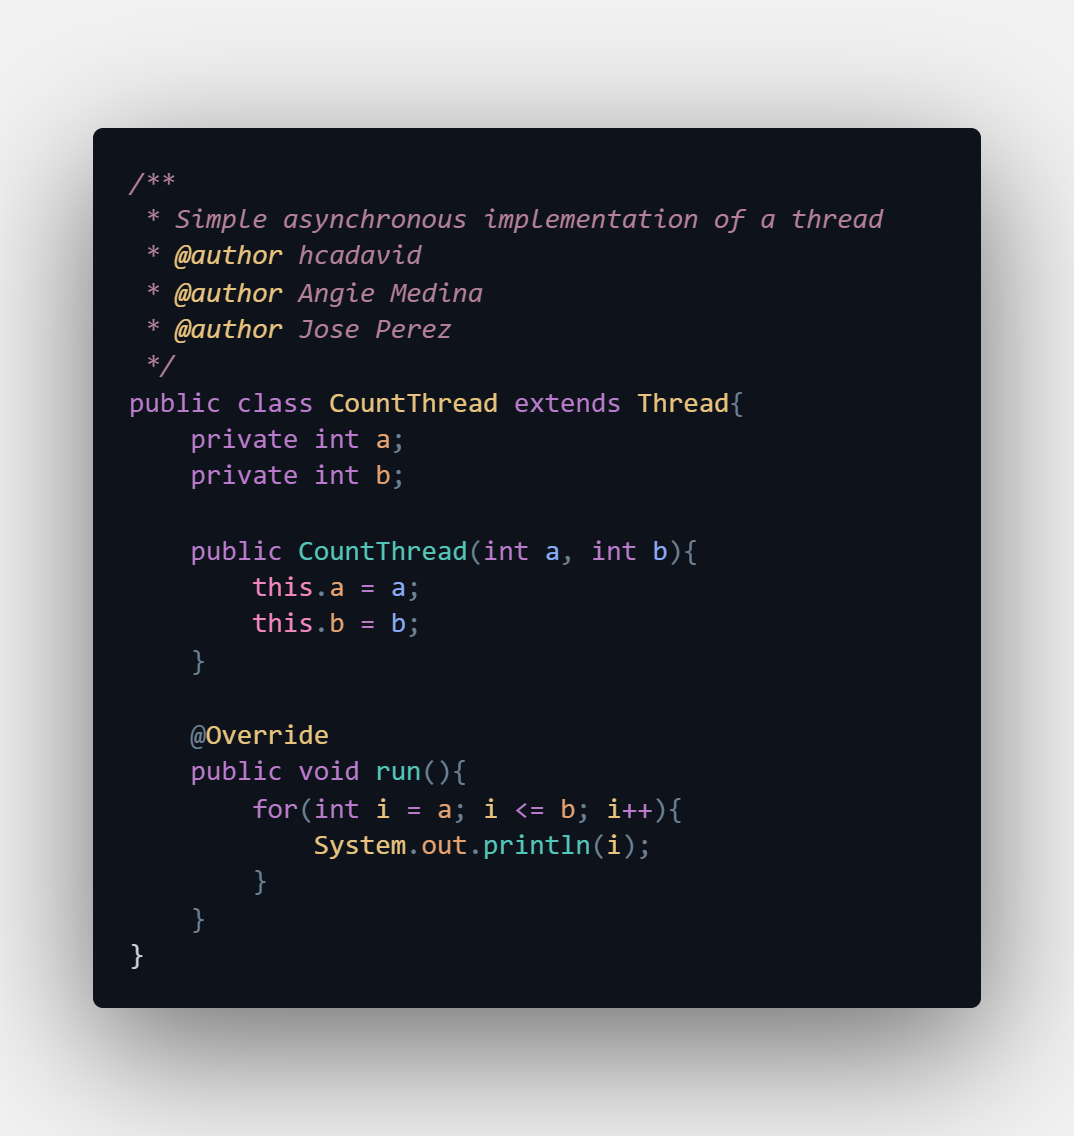 /**
 * Simple asynchronous implementation of a thread
 * @author hcadavid
 * @author Angie Medina
 * @author Jose Perez
 */
public class CountThread extends Thread{
    private int a;
    private int b;

    public CountThread(int a, int b){
        this.a = a;
        this.b = b;
    }

    @Override
    public void run(){
        for(int i = a; i <= b; i++){
            System.out.println(i);
        }
    }
}